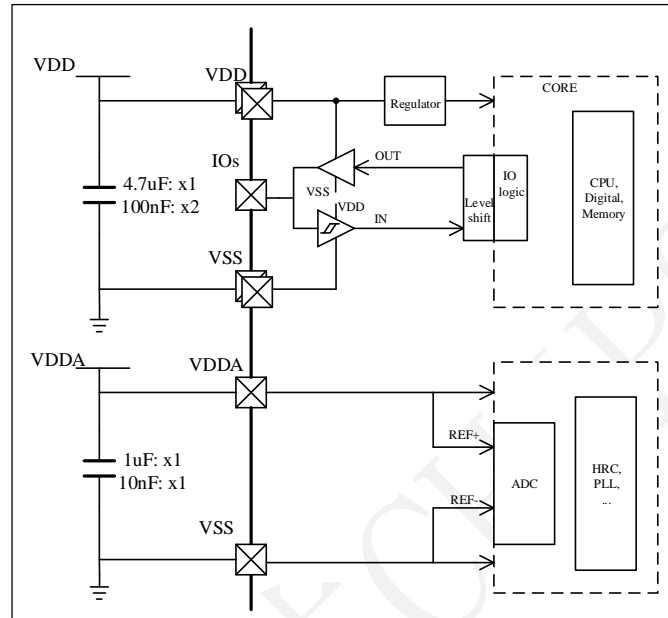 VDD
VDD
Regulator
CORE
IOs
OUT
VSS
VDD
IN
Level
shift
IO
logic
CPU,
Digital,
Memory
4.7uF: x1
100nF: x2
VSS
VDDA
VDDA
REF+
REF-
ADC
HRC,
PLL,
...
1uF: x1
10nF: x1
VSS